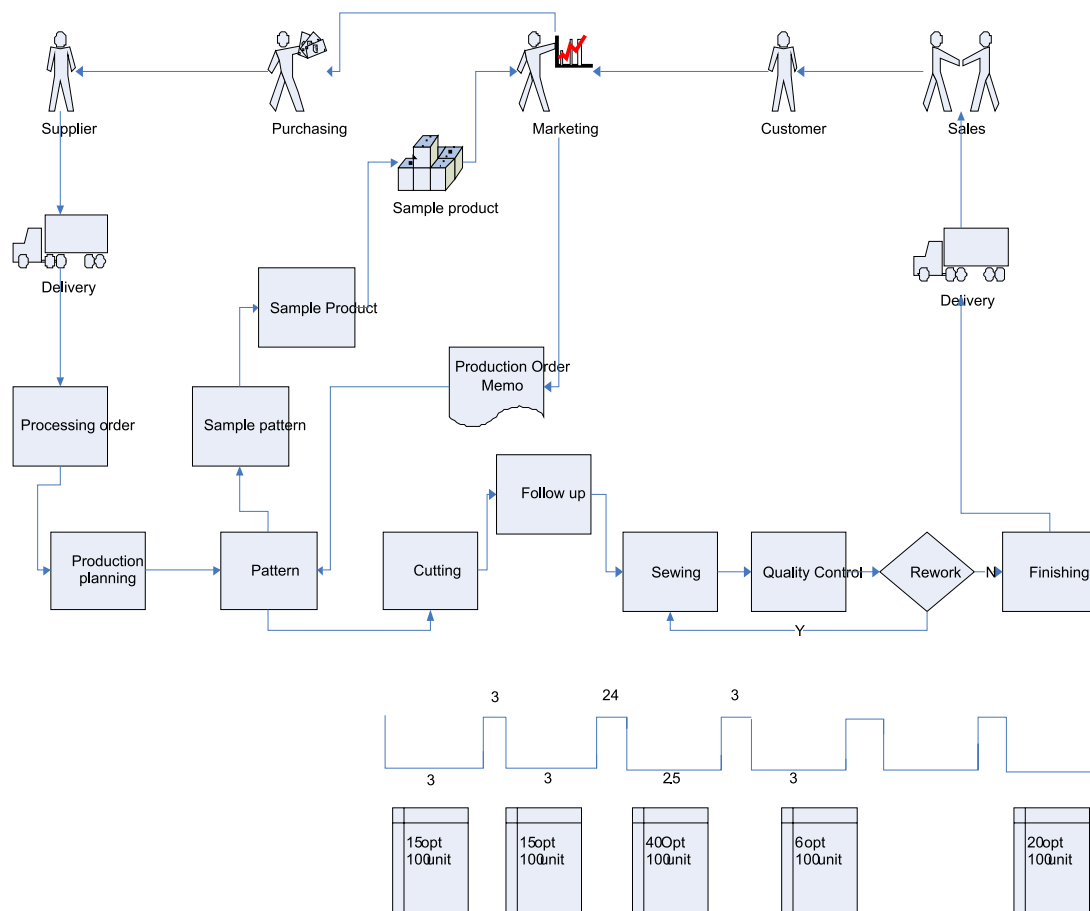 Supplier
Purchasing
Marketing
Customer
Sales
Sample product
Delivery
Delivery
Sample Product
Production Order
Memo
Processing order
Sample pattern
Follow up
Production
planning
Pattern
Cutting
Sewing
Quality Control
Rework
N
Finishing
Y
3
24
3
3
3
2.5
3
15opt
100unit
15opt
100unit
40Opt
100unit
6opt
100unit
20opt
100unit